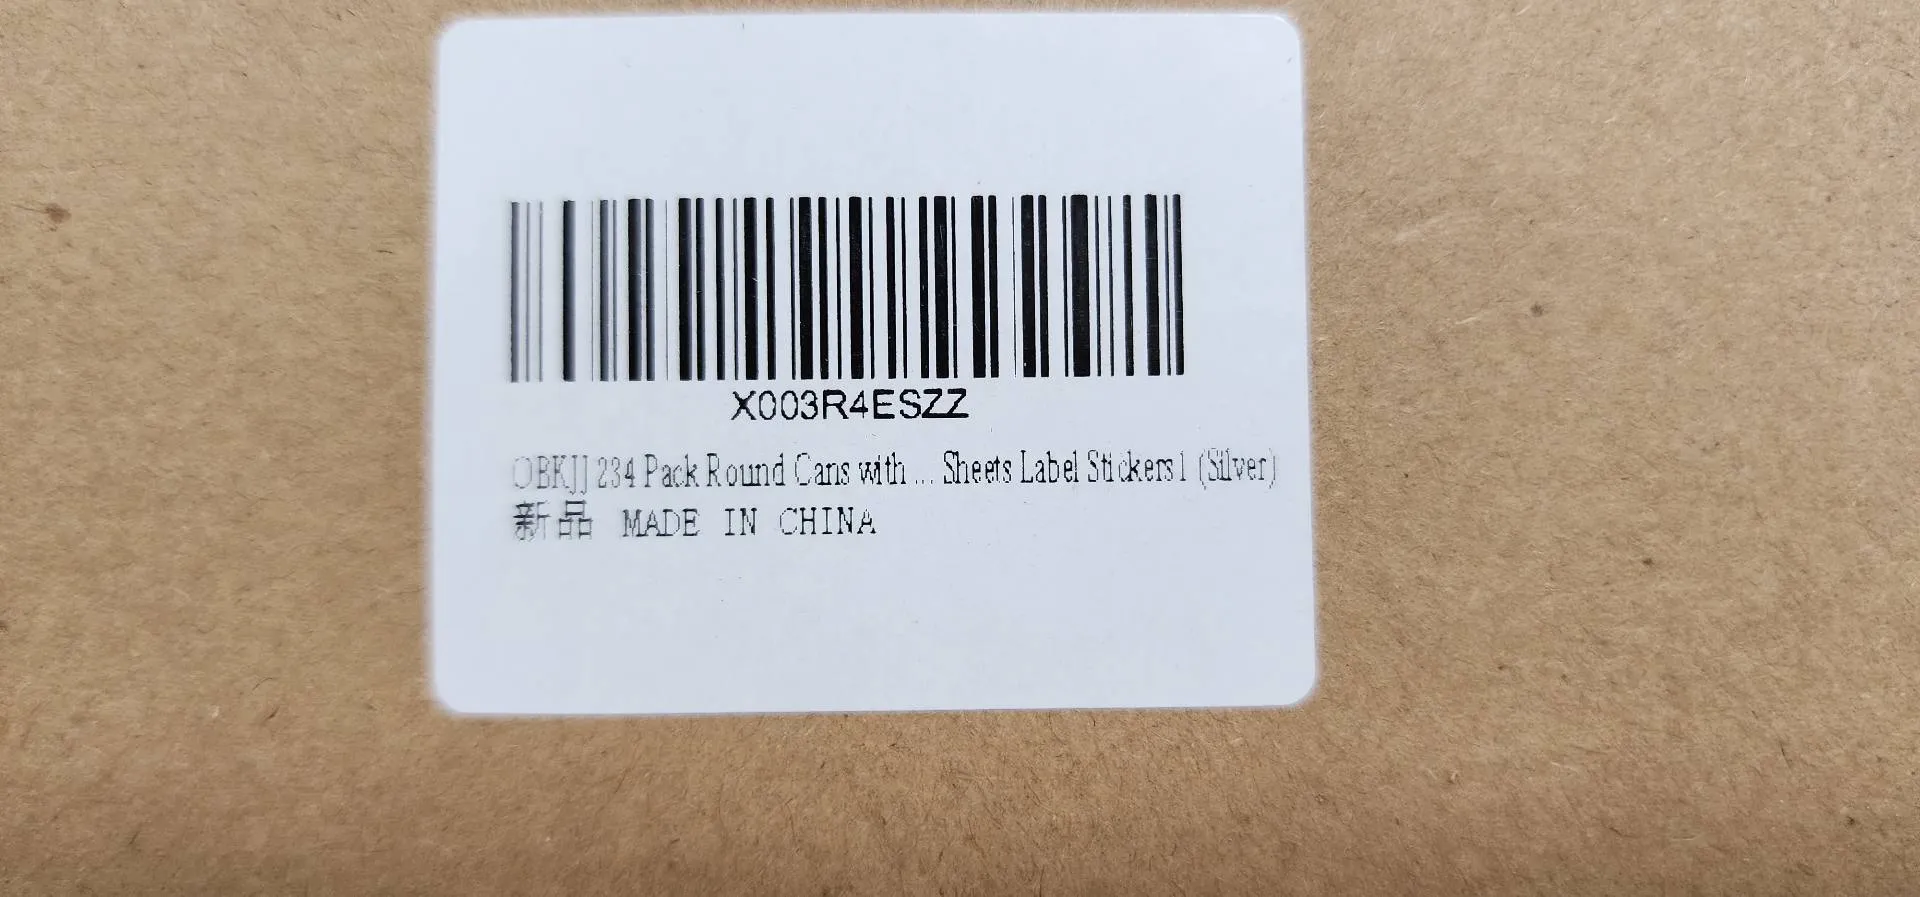 X003R4ESZZ
OBKJJ 234 Pack Round Cans with ... Sheets Label Stickers1 (Silver)
新品 MADE IN CHINA